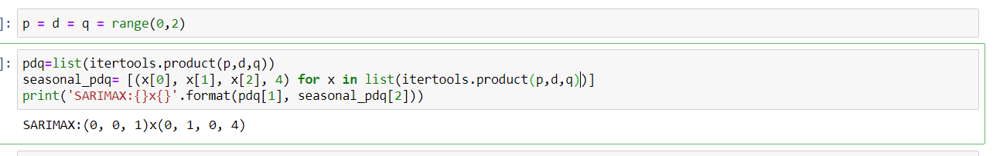 ]: p = d = q = range(0,2)
]: pdq=list(itertools.product(p,d,q))
seasonal_pdq= [(x[0], x[1], x[2], 4) for x in list(itertools.product(p,d,q))]
print('SARIMAX:{}x{}'.format(pdq[1], seasonal_pdq[2]))
SARIMAX:(0, 0, 1)x(0, 1, 0, 4)